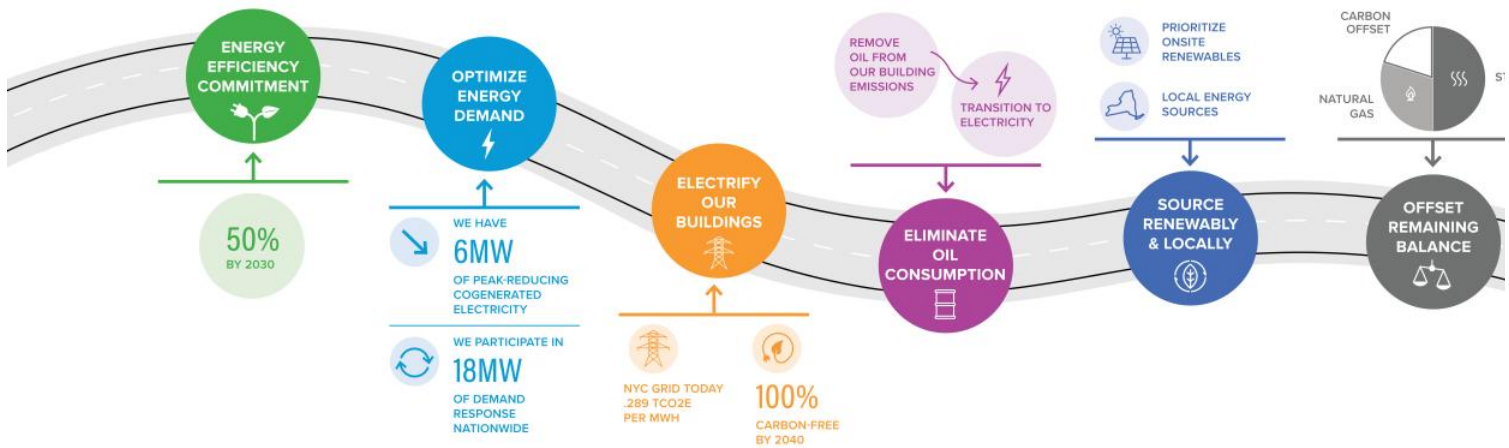 ENERGY
EFFICIENCY
COMMITMENT
50%
BY 2030
OPTIMIZE
ENERGY
DEMAND
WE HAVE
6MW
OF PEAK-REDUCING
COGENERATED
ELECTRICITY
WE PARTICIPATE IN
18MW
OF DEMAND
RESPONSE
NATIONWIDE
ELECTRIFY
OUR
BUILDINGS
NYC GRID TODAY
.289 TCO2E
PER MWH
100%
CARBON-FREE
BY 2040
REMOVE
OIL FROM
OUR BUILDING
EMISSIONS
TRANSITION TO
ELECTRICITY
ELIMINATE
OIL
CONSUMPTION
PRIORITIZE
ONSITE
RENEWABLES
LOCAL ENERGY
SOURCES
SOURCE
RENEWABLY
& LOCALLY
CARBON
OFFSET
NATURAL
GAS
OFFSET
REMAINING
BALANCE